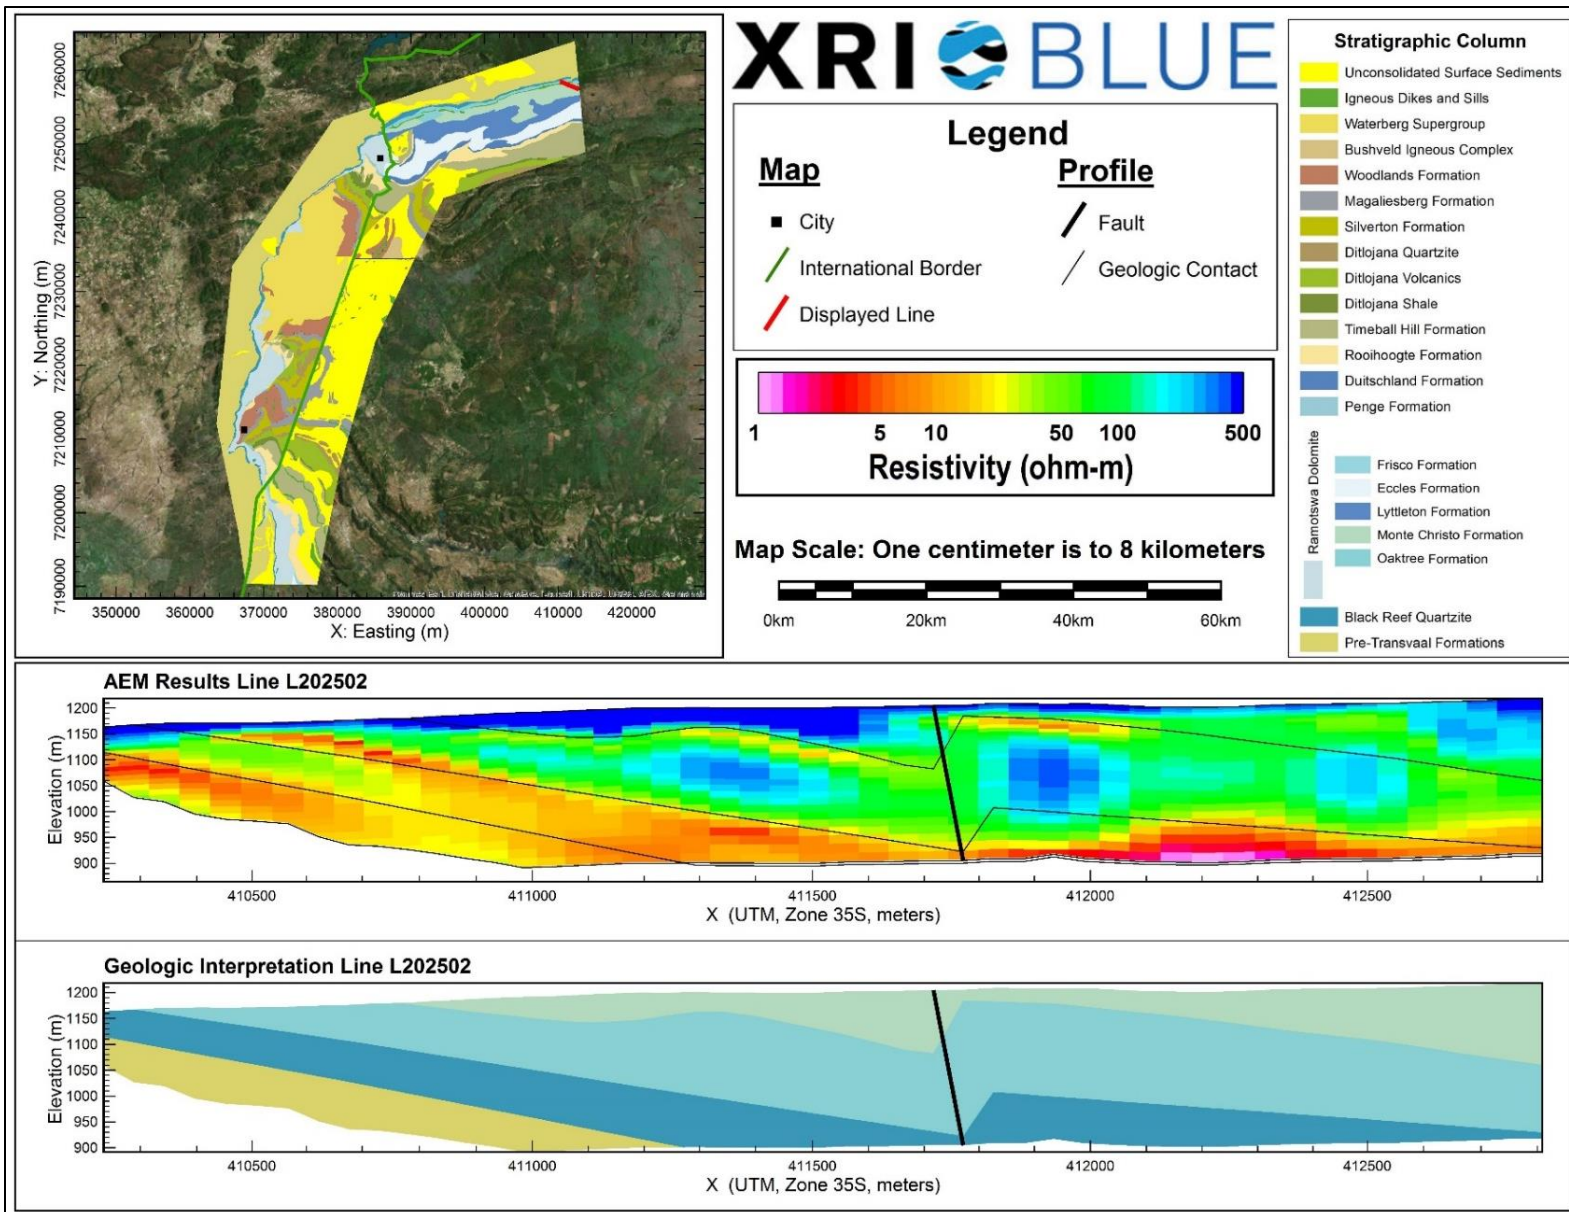 XRI BLUE
7260000
7250000
7240000
7230000
7220000
7210000
7200000
7190000
Y: Northing (m)
350000 360000 370000 380000 390000 400000 410000 420000
X: Easting (m)
Legend
Map
City
International Border
Displayed Line
Profile
Fault
Geologic Contact
1 5 10 50 100 500
Resistivity (ohm-m)
Map Scale: One centimeter is to 8 kilometers
0km 20km 40km 60km
Stratigraphic Column
Unconsolidated Surface Sediments
Igneous Dikes and Sills
Waterberg Supergroup
Bushveld Igneous Complex
Woodlands Formation
Magaliesberg Formation
Silverton Formation
Ditlojana Quartzite
Ditlojana Volcanics
Ditlojana Shale
Timeball Hill Formation
Rooihoogte Formation
Duitschland Formation
Penge Formation
Ramotswa Dolomite
Frisco Formation
Eccles Formation
Lyttleton Formation
Monte Christo Formation
Oaktree Formation
Black Reef Quartzite
Pre-Transvaal Formations
AEM Results Line L202502
1200
1150
1100
1050
1000
950
900
Elevation (m)
410500 411000 411500 412000 412500
X (UTM, Zone 35S, meters)
Geologic Interpretation Line L202502
1200
1150
1100
1050
1000
950
900
Elevation (m)
410500 411000 411500 412000 412500
X (UTM, Zone 35S, meters)